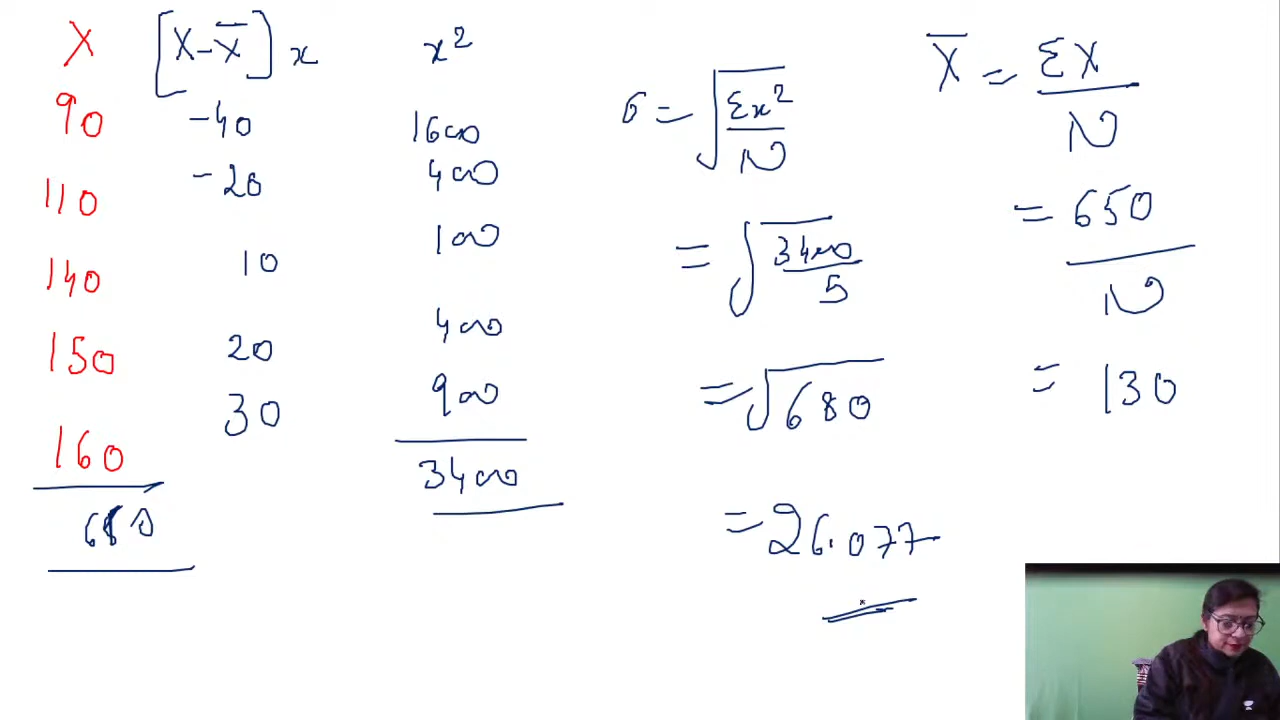 X [X-X̅] x x²
90 -40 1600
110 -20 400
140 10 100
150 20 400
160 30 900
3400
σ = √Σx²/N
= √3400/5
= √680
= 26.077
X̅ = ΣX/N
= 650/N
= 130